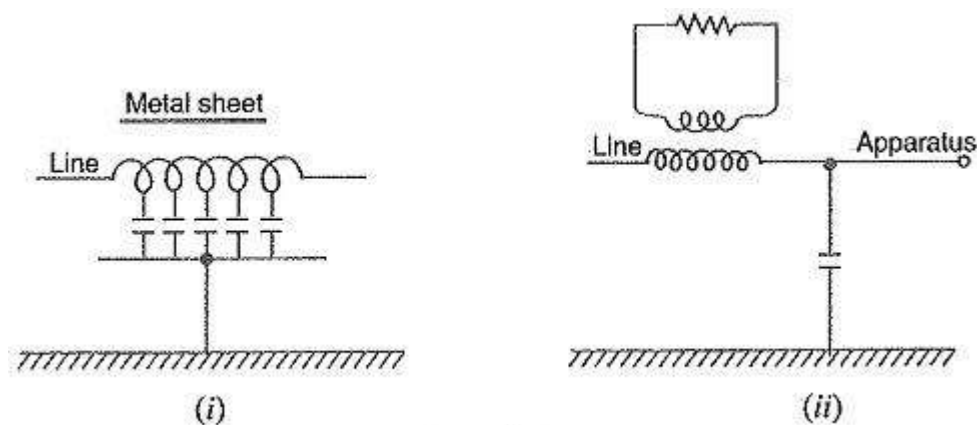 Metal sheet
Line
(i)
Line
Apparatus
(ii)